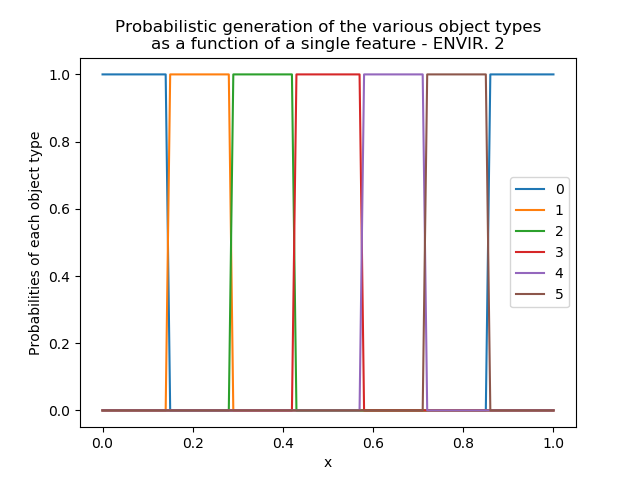 Probabilistic generation of the various object types
as a function of a single feature - ENVIR. 2
Probabilities of each object type
1.0
0.8
0.6
0.4
0.2
0.0
0
1
2
3
4
5
0.0 0.2 0.4 0.6 0.8 1.0
x